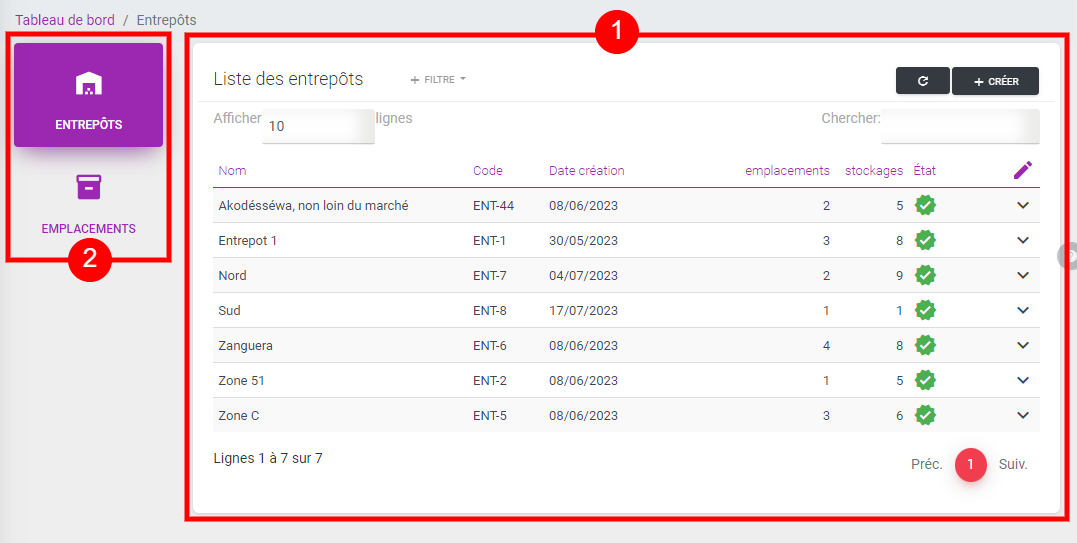 Tableau de bord / Entrepôts
1
ENTREPÔTS
EMPLACEMENTS
2
Liste des entrepôts + FILTRE + CRÉER
Afficher 10 lignes Chercher:
Nom Code Date création emplacements stockages État
Akodésséwa, non loin du marché ENT-44 08/06/2023 2 5
Entrepot 1 ENT-1 30/05/2023 3 8
Nord ENT-7 04/07/2023 2 9
Sud ENT-8 17/07/2023 1 1
Zanguera ENT-6 08/06/2023 4 8
Zone 51 ENT-2 08/06/2023 1 5
Zone C ENT-5 08/06/2023 3 6
Lignes 1 à 7 sur 7 Préc. 1 Suiv.